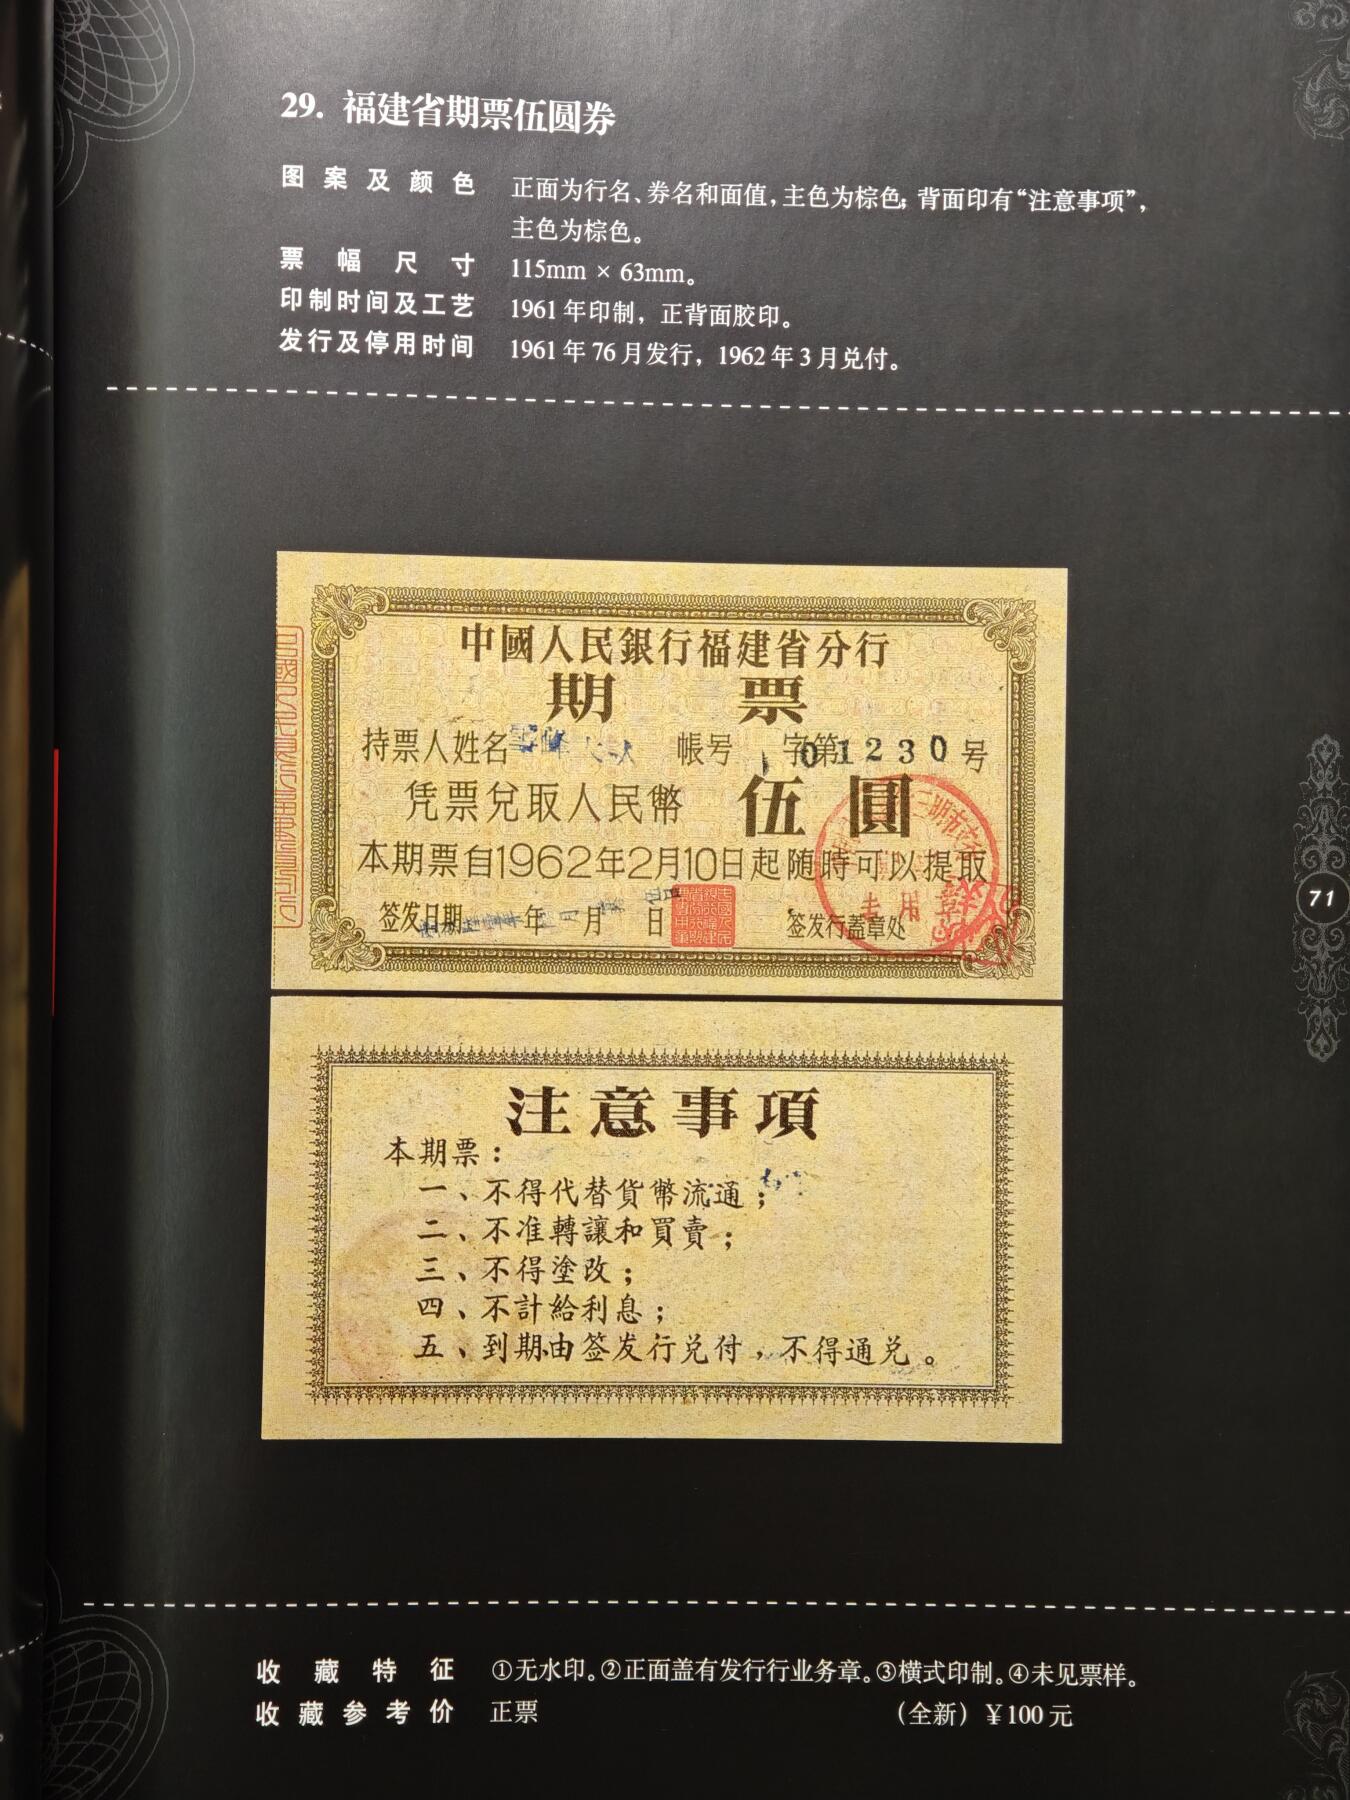 29. 福建省期票伍圆券
图案及颜色 正面为行名、券名和面值，主色为棕色；背面印有“注意事项”，
主色为棕色。
票幅尺寸 115mm × 63mm。
印制时间及工艺 1961年印制，正背面胶印。
发行及停用时间 1961年76月发行，1962年3月兑付。
中國人民銀行福建省分行
期票
持票人姓名 帳号 字第 01230 号
凭票兌取人民幣 伍圓
本期票自1962年2月10日起随時可以提取
签发日期 年 月 日 签发行蓋章处
专用章
注意事項
本期票：
一、不得代替貨幣流通；
二、不准轉讓和買賣；
三、不得塗改；
四、不計給利息；
五、到期由签发行兑付，不得通兑。
71
收藏特征 ①无水印。②正面盖有发行行业务章。③横式印制。④未见票样。
收藏参考价 正票 （全新）￥100元